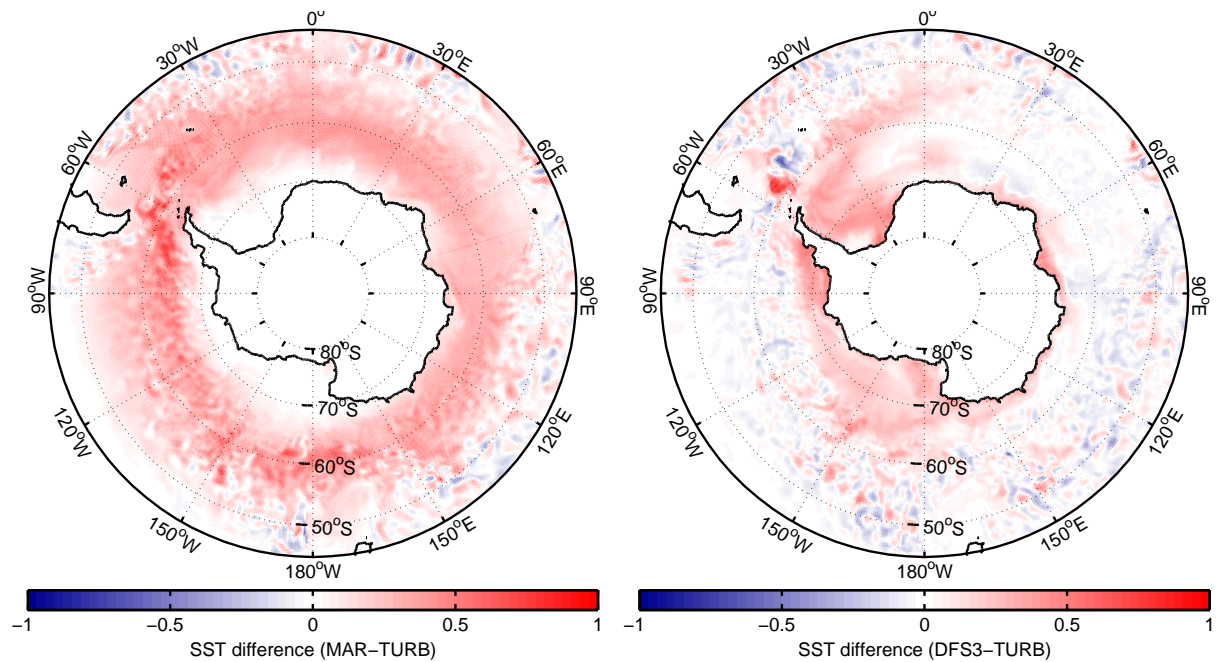 0°
30°W
30°E
60°W
60°E
90°W
90°E
80°S
70°S
120°W
120°E
60°S
50°S
150°W
150°E
180°W
−1 −0.5 0 0.5 1
SST difference (MAR−TURB)
0°
30°W
30°E
60°W
60°E
90°W
90°E
80°S
70°S
120°W
120°E
60°S
50°S
150°W
150°E
180°W
−1 −0.5 0 0.5 1
SST difference (DFS3−TURB)